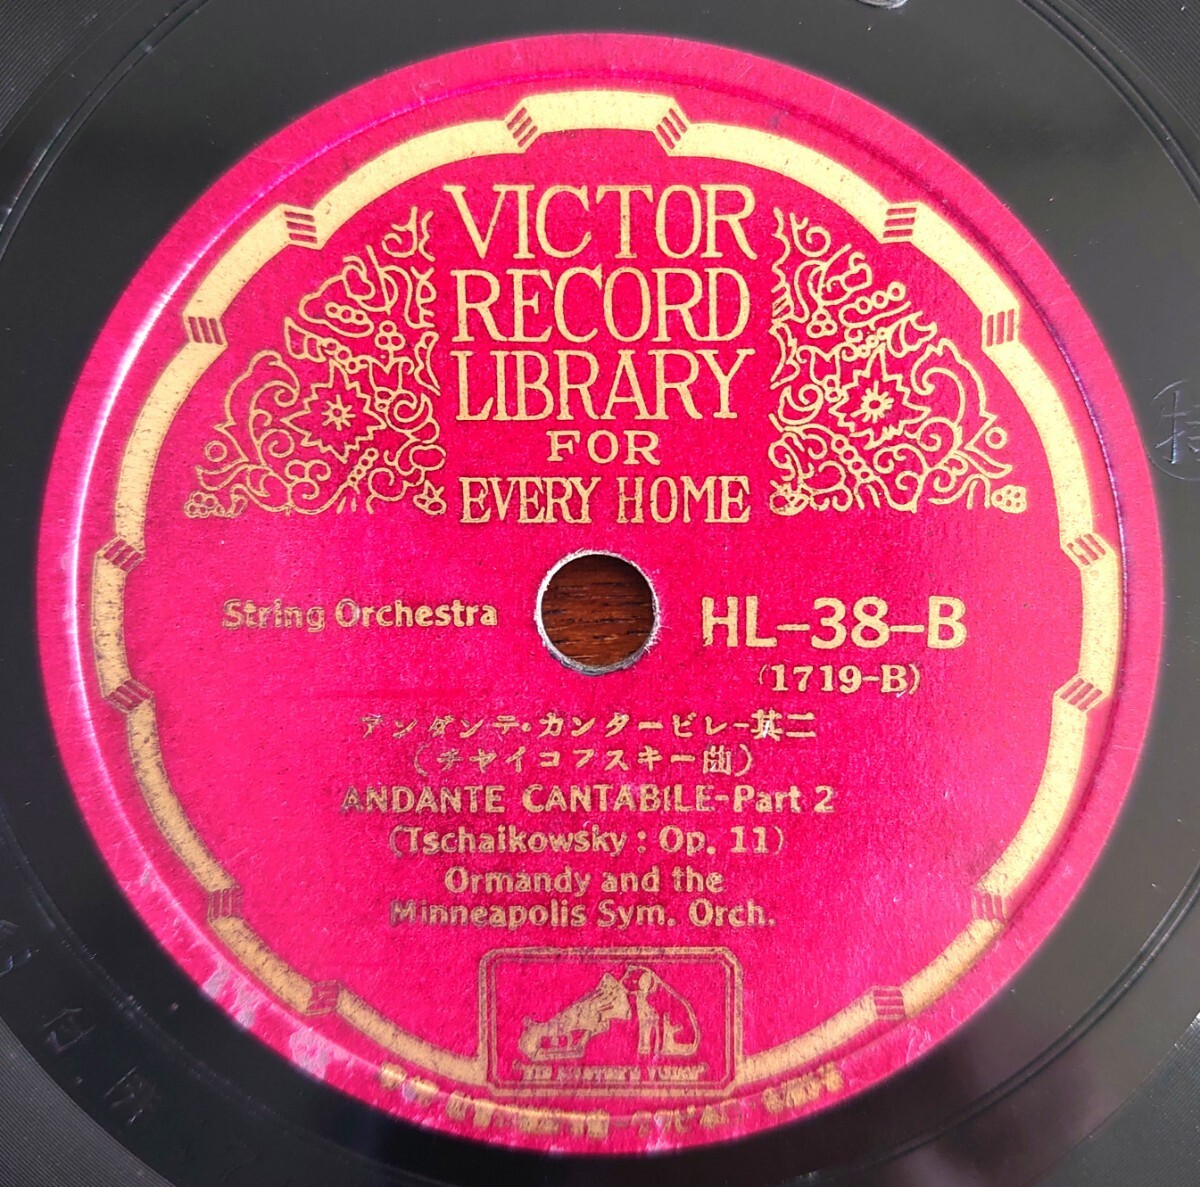 VICTOR
RECORD
LIBRARY
FOR
EVERY HOME
String Orchestra
HL-38-B
(1719-B)
アンダンテ・カンタービレ-其二
(チヤイコフスキー曲)
ANDANTE CANTABILE-Part 2
(Tschaikowsky : Op. 11)
Ormandy and the
Minneapolis Sym. Orch.